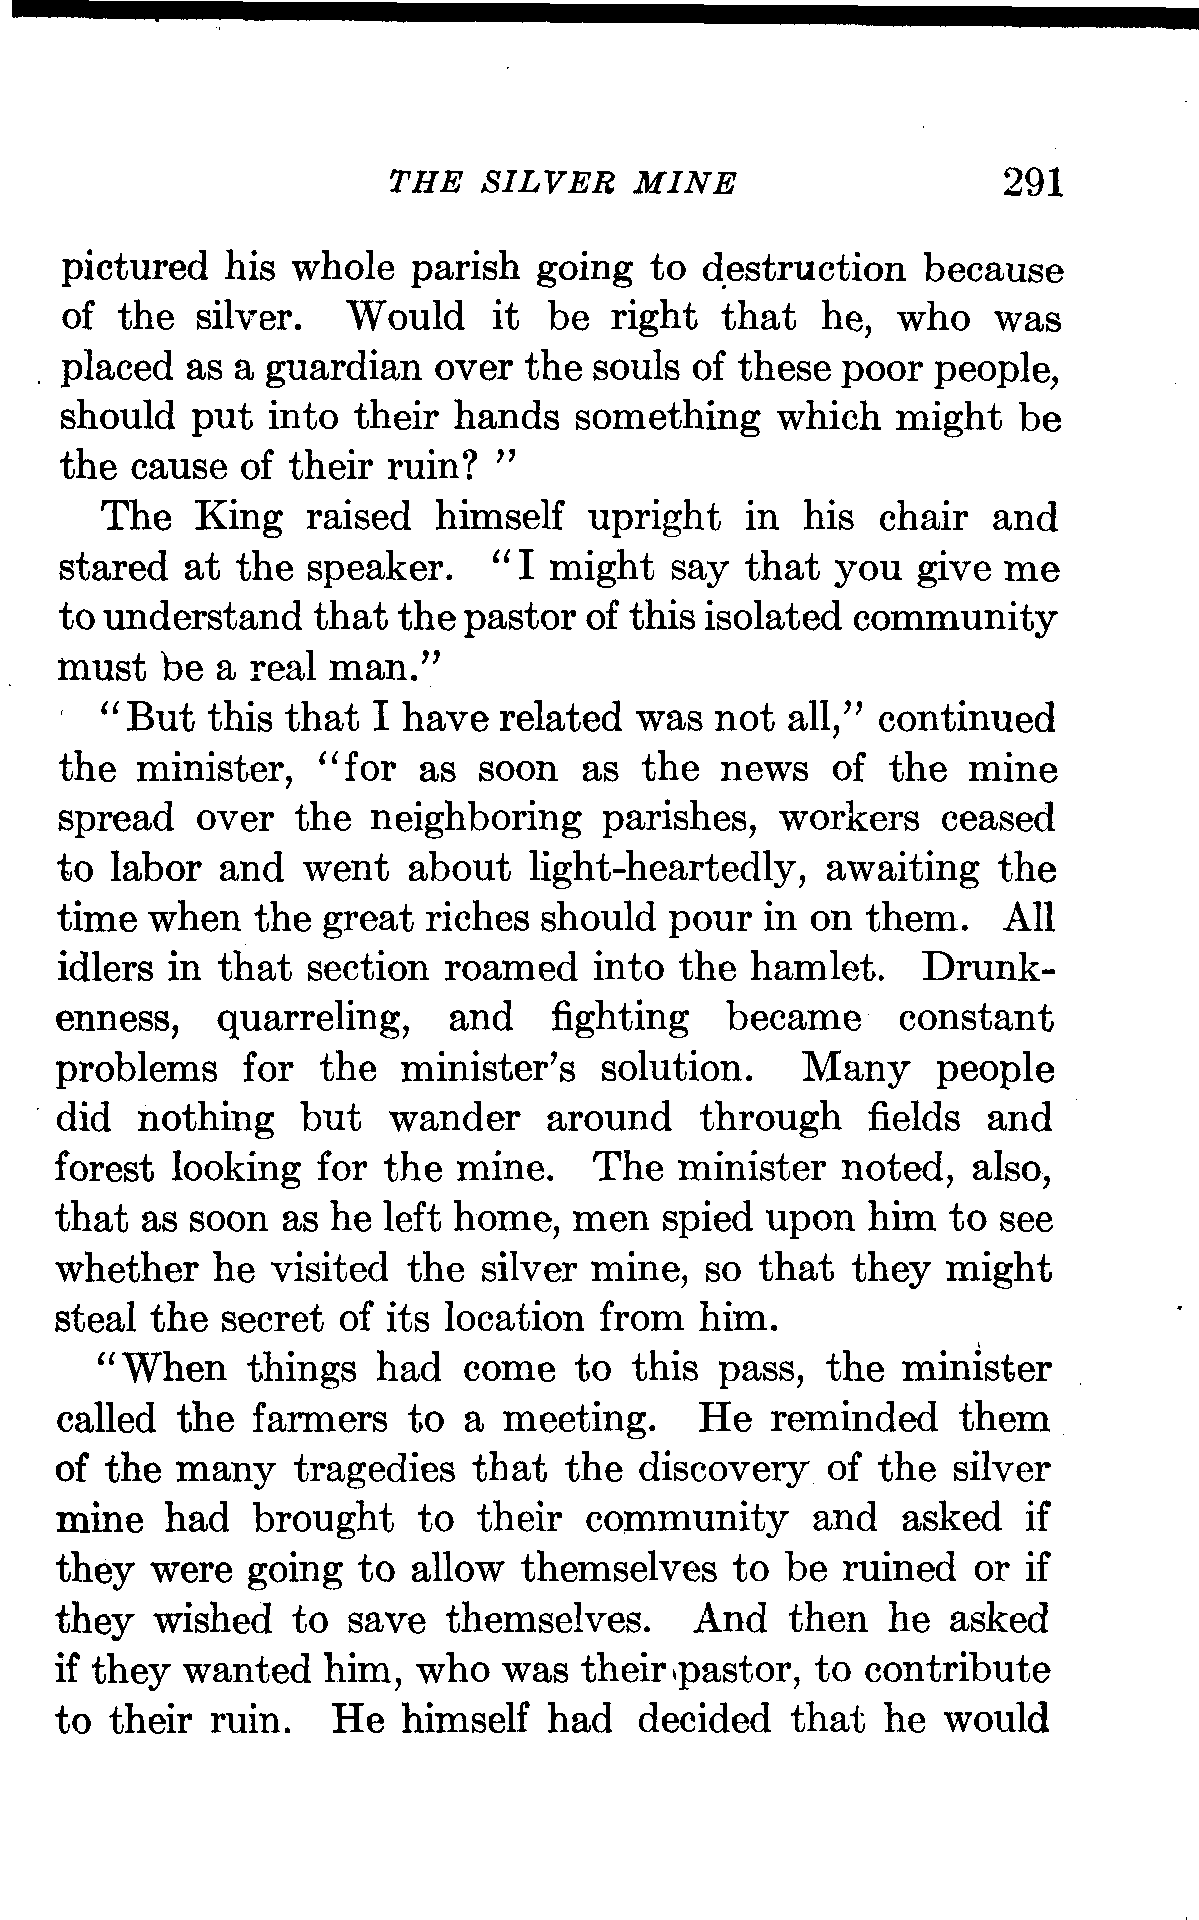 THE SILVER MINE 291
pictured his whole parish going to destruction because
of the silver. Would it be right that he, who was
placed as a guardian over the souls of these poor people,
should put into their hands something which might be
the cause of their ruin? ”
The King raised himself upright in his chair and
stared at the speaker. “I might say that you give me
to understand that the pastor of this isolated community
must be a real man.”
“But this that I have related was not all,” continued
the minister, “for as soon as the news of the mine
spread over the neighboring parishes, workers ceased
to labor and went about light-heartedly, awaiting the
time when the great riches should pour in on them. All
idlers in that section roamed into the hamlet. Drunk-
enness, quarreling, and fighting became constant
problems for the minister’s solution. Many people
did nothing but wander around through fields and
forest looking for the mine. The minister noted, also,
that as soon as he left home, men spied upon him to see
whether he visited the silver mine, so that they might
steal the secret of its location from him.
“When things had come to this pass, the minister
called the farmers to a meeting. He reminded them
of the many tragedies that the discovery of the silver
mine had brought to their community and asked if
they were going to allow themselves to be ruined or if
they wished to save themselves. And then he asked
if they wanted him, who was their pastor, to contribute
to their ruin. He himself had decided that he would